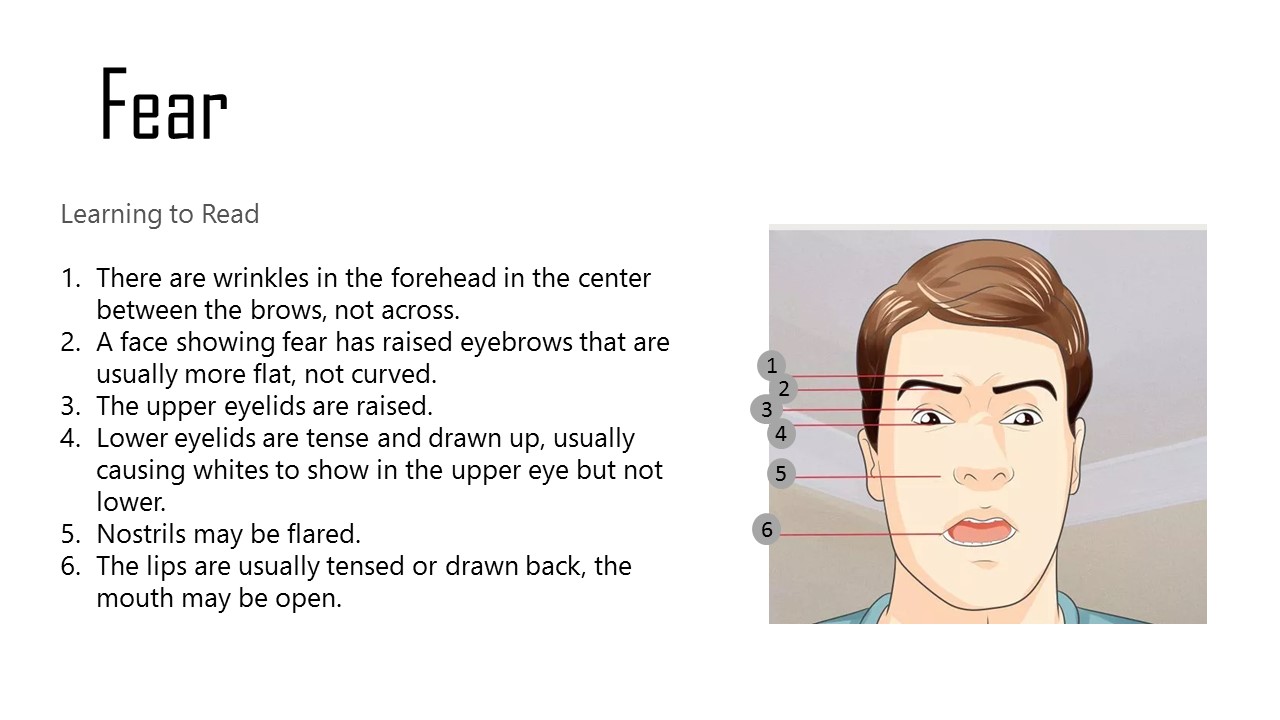 Fear
Learning to Read
1. There are wrinkles in the forehead in the center
between the brows, not across.
2. A face showing fear has raised eyebrows that are
usually more flat, not curved.
3. The upper eyelids are raised.
4. Lower eyelids are tense and drawn up, usually
causing whites to show in the upper eye but not
lower.
5. Nostrils may be flared.
6. The lips are usually tensed or drawn back, the
mouth may be open.
1
2
3
4
5
6